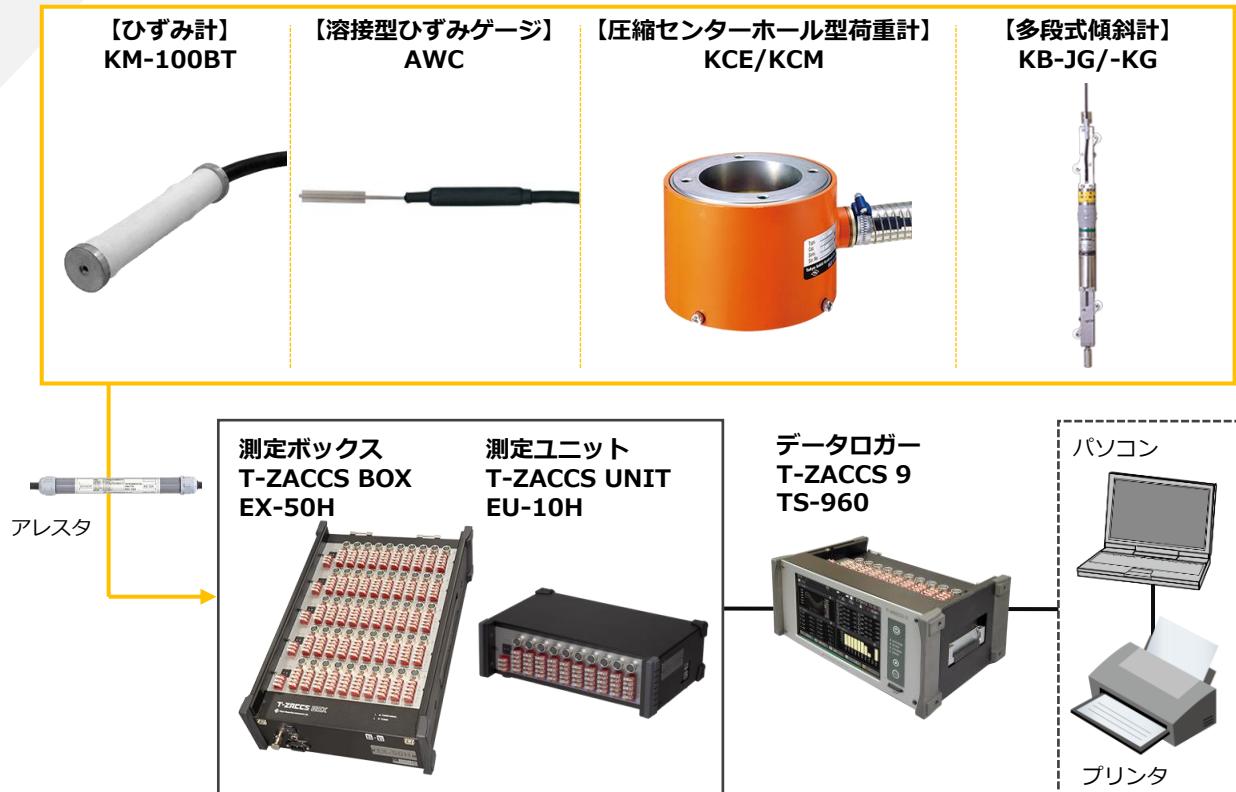 【ひずみ計】
KM-100BT
【溶接型ひずみゲージ】
AWC
【圧縮センターホール型荷重計】
KCE/KCM
【多段式傾斜計】
KB-JG/-KG
アレスタ
測定ボックス
T-ZACCS BOX
EX-50H
測定ユニット
T-ZACCS UNIT
EU-10H
データロガー
T-ZACCS 9
TS-960
パソコン
プリンタ
T-ZACCS BOX
EX-50H